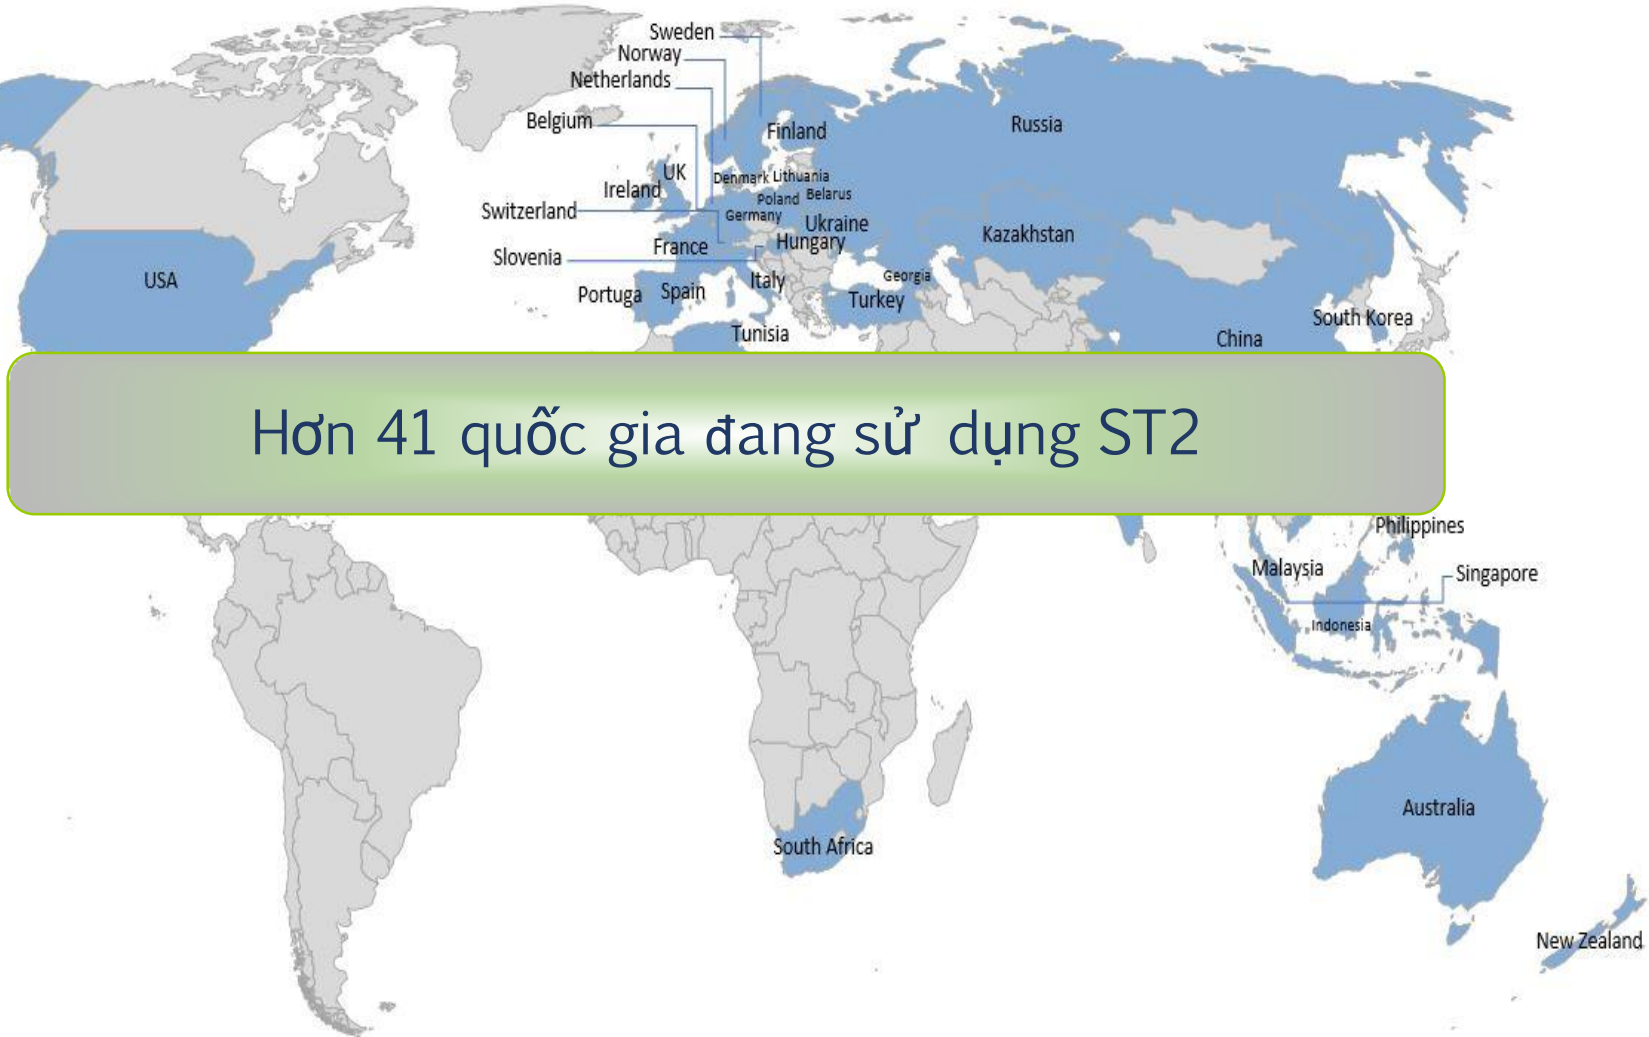 Sweden
Norway
Netherlands
Belgium
Finland
Russia
UK
Denmark
Lithuania
Ireland
Poland
Belarus
Switzerland
Germany
Ukraine
Kazakhstan
France
Hungary
Slovenia
Georgia
USA
Italy
Portuga
Spain
Turkey
South Korea
Tunisia
China
Hơn 41 quốc gia đang sử dụng ST2
Philippines
Malaysia
Singapore
Indonesia
Australia
South Africa
New Zealand